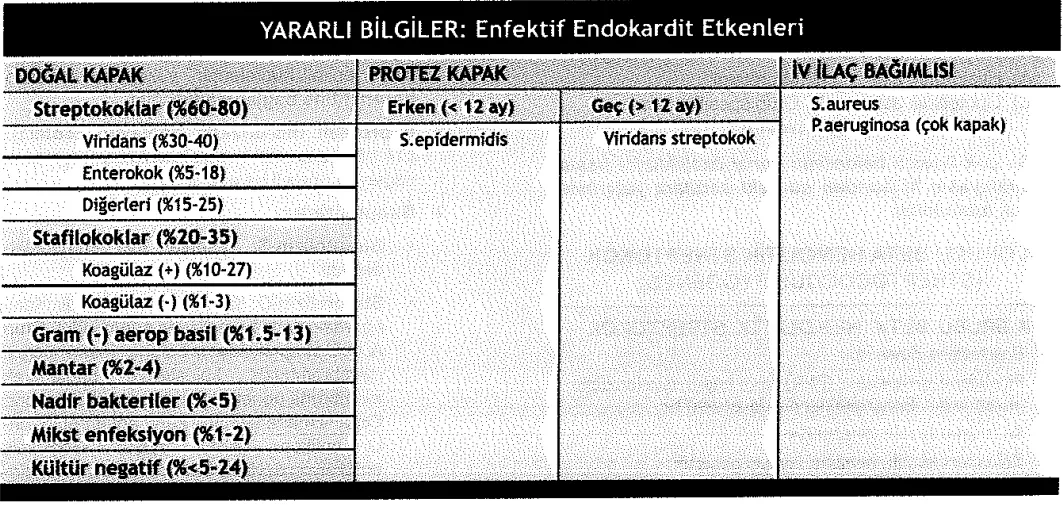 YARARLI BİLGİLER: Enfektif Endokardit Etkenleri
DOĞAL KAPAK
PROTEZ KAPAK
İV İLAÇ BAĞIMLISI
Streptokoklar (%60-80)
Erken (< 12 ay)
Geç (> 12 ay)
S.aureus
P.aeruginosa (çok kapak)
Viridans (%30-40)
S.epidermidis
Viridans streptokok
Enterokok (%5-18)
Diğerleri (%15-25)
Stafilokoklar (%20-35)
Koagülaz (+) (%10-27)
Koagülaz (-) (%1-3)
Gram (-) aerop basil (%1.5-13)
Mantar (%2-4)
Nadir bakteriler (%<5)
Mikst enfeksiyon (%1-2)
Kültür negatif (%<5-24)